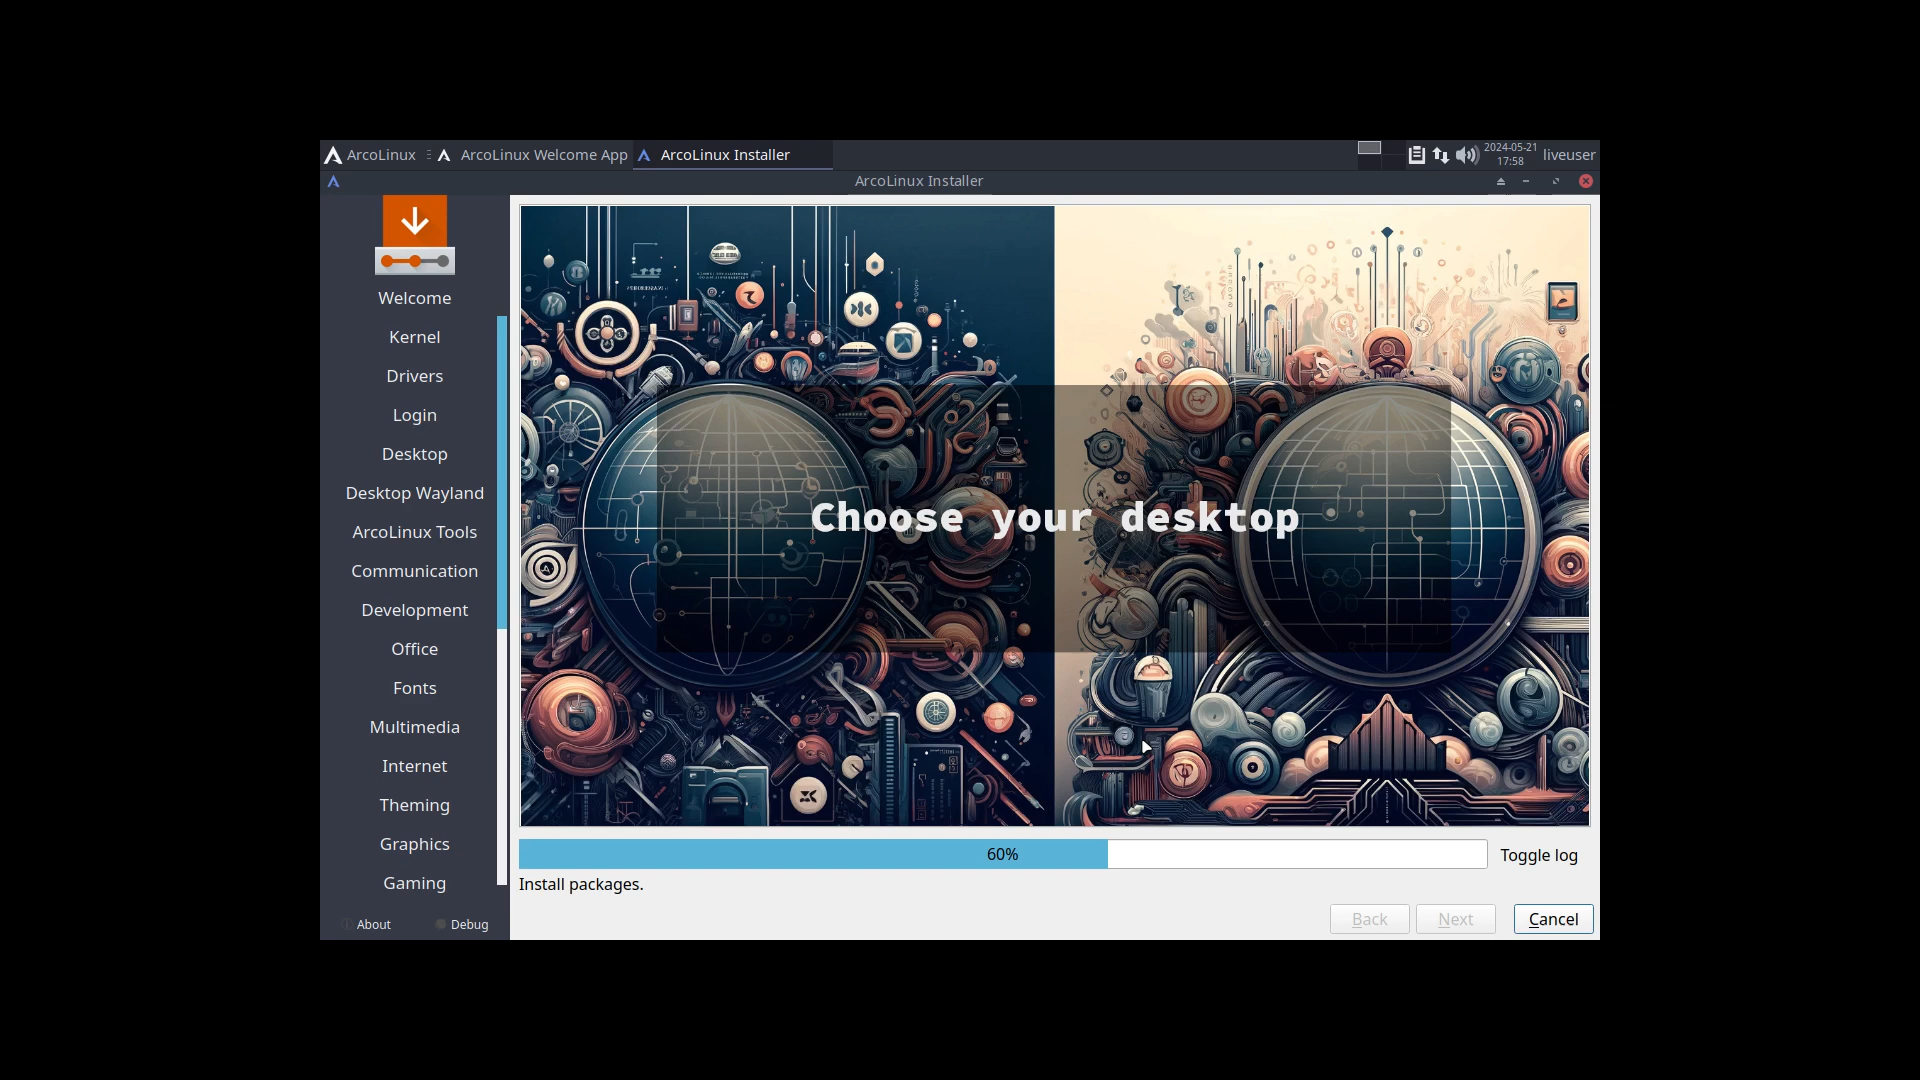 ArcoLinux
ArcoLinux Welcome App
ArcoLinux Installer
2024-05-21
17:58
liveuser
ArcoLinux Installer
Welcome
Kernel
Drivers
Login
Desktop
Desktop Wayland
ArcoLinux Tools
Communication
Development
Office
Fonts
Multimedia
Internet
Theming
Graphics
Gaming
About
Debug
Choose your desktop
60%
Toggle log
Install packages.
Back
Next
Cancel